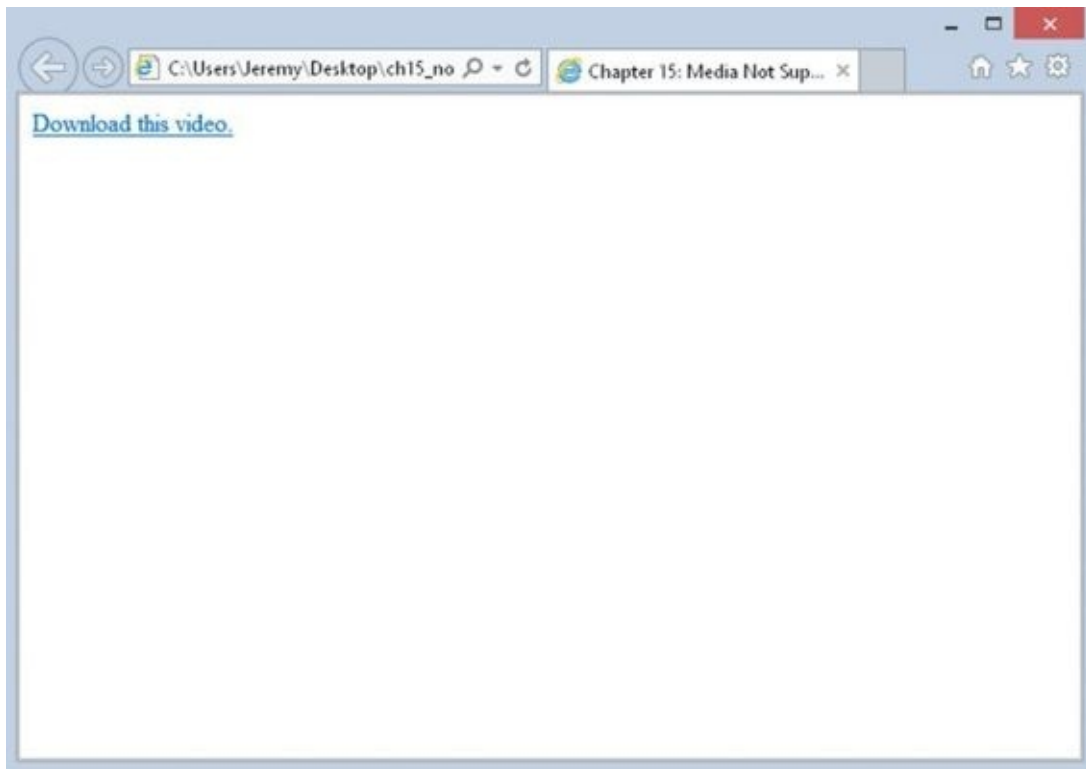 C:\Users\Jeremy\Desktop\ch15_no
Chapter 15: Media Not Sup...
Download this video.